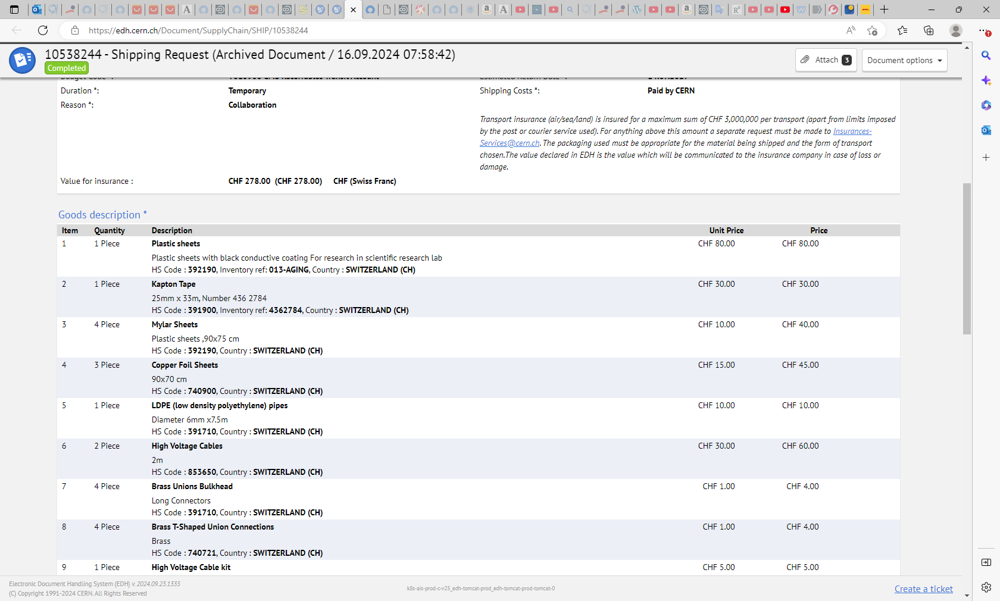 https://edh.cern.ch/Document/SupplyChain/SHIP/10538244
10538244 - Shipping Request (Archived Document / 16.09.2024 07:58:42)
Completed
Attach 3
Document options
Duration *: Temporary Shipping Costs *: Paid by CERN
Reason *: Collaboration
Transport insurance (air/sea/land) is insured for a maximum sum of CHF 3,000,000 per transport (apart from limits imposed
by the post or courier service used). For anything above this amount a separate request must be made to Insurances-
Services@cern.ch. The packaging used must be appropriate for the material being shipped and the form of transport
chosen.The value declared in EDH is the value which will be communicated to the insurance company in case of loss or
damage.
Value for insurance : CHF 278.00 (CHF 278.00) CHF (Swiss Franc)
Goods description *
Item Quantity Description Unit Price Price
1 1 Piece Plastic sheets CHF 80.00 CHF 80.00
Plastic sheets with black conductive coating For research in scientific research lab
HS Code : 392190, Inventory ref: 013-AGING, Country : SWITZERLAND (CH)
2 1 Piece Kapton Tape CHF 30.00 CHF 30.00
25mm x 33m, Number 436 2784
HS Code : 391900, Inventory ref: 4362784, Country : SWITZERLAND (CH)
3 4 Piece Mylar Sheets CHF 10.00 CHF 40.00
Plastic sheets ,90x75 cm
HS Code : 392190, Country : SWITZERLAND (CH)
4 3 Piece Copper Foil Sheets CHF 15.00 CHF 45.00
90x70 cm
HS Code : 740900, Country : SWITZERLAND (CH)
5 1 Piece LDPE (low density polyethylene) pipes CHF 10.00 CHF 10.00
Diameter 6mm x7.5m
HS Code : 391710, Country : SWITZERLAND (CH)
6 2 Piece High Voltage Cables CHF 30.00 CHF 60.00
2m
HS Code : 853650, Country : SWITZERLAND (CH)
7 4 Piece Brass Unions Bulkhead CHF 1.00 CHF 4.00
Long Connectors
HS Code : 391710, Country : SWITZERLAND (CH)
8 4 Piece Brass T-Shaped Union Connections CHF 1.00 CHF 4.00
Brass
HS Code : 740721, Country : SWITZERLAND (CH)
9 1 Piece High Voltage Cable kit CHF 5.00 CHF 5.00
Electronic Document Handling System (EDH) v. 2024.09.23.1335
(C) Copyright 1991-2024 CERN. All Rights Reserved
k8s-ais-prod-c-v25_edh-tomcat-prod_edh-tomcat-prod-tomcat-0
Create a ticket